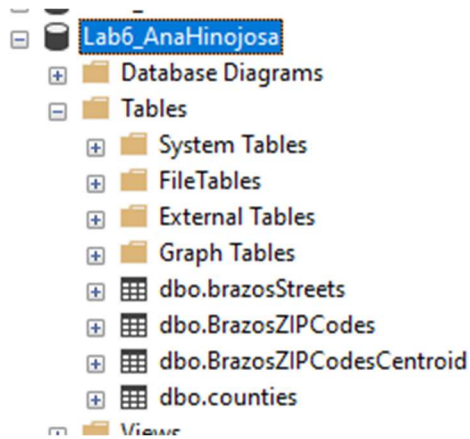 Lab6_AnaHinojosa
Database Diagrams
Tables
System Tables
FileTables
External Tables
Graph Tables
dbo.brazosStreets
dbo.BrazosZIPCodes
dbo.BrazosZIPCodesCentroid
dbo.counties
Views